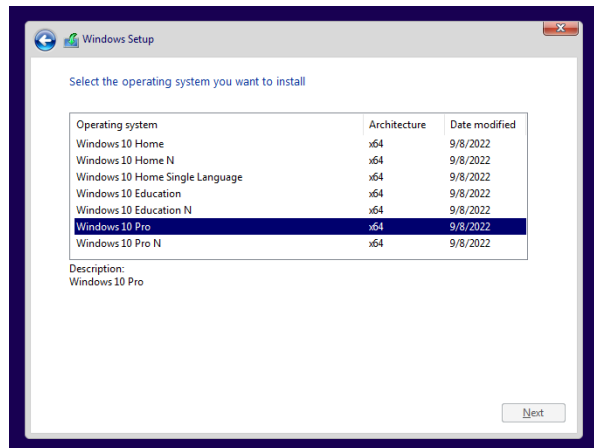 Windows Setup
Select the operating system you want to install
Operating system Architecture Date modified
Windows 10 Home x64 9/8/2022
Windows 10 Home N x64 9/8/2022
Windows 10 Home Single Language x64 9/8/2022
Windows 10 Education x64 9/8/2022
Windows 10 Education N x64 9/8/2022
Windows 10 Pro x64 9/8/2022
Windows 10 Pro N x64 9/8/2022
Description:
Windows 10 Pro
Next